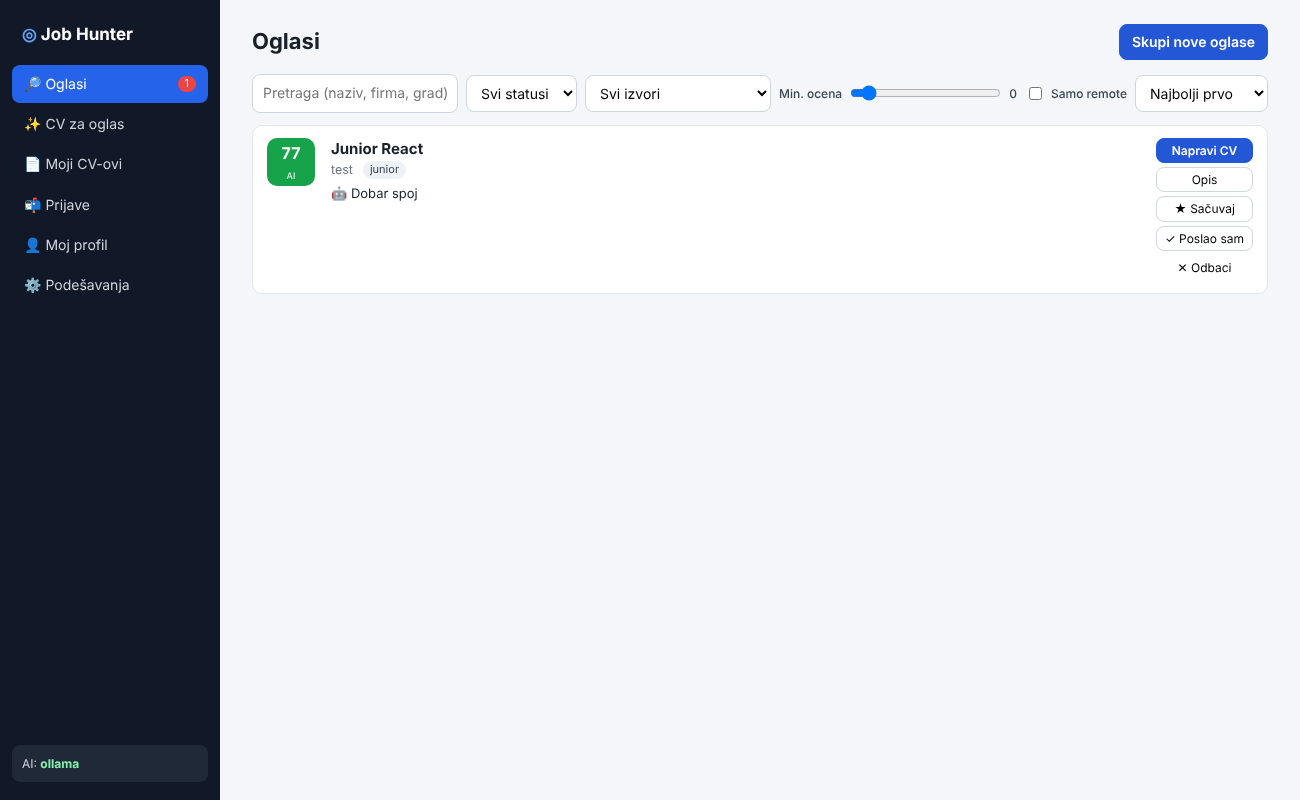 ◎ Job Hunter
🔎 Oglasi 1
✨ CV za oglas
📄 Moji CV-ovi
📬 Prijave
👤 Moj profil
⚙️ Podešavanja
AI: ollama
Oglasi
Skupi nove oglase
Pretraga (naziv, firma, grad)
Svi statusi
Svi izvori
Min. ocena
0
Samo remote
Najbolji prvo
77
AI
Junior React
test junior
🤖 Dobar spoj
Napravi CV
Opis
★ Sačuvaj
✓ Poslao sam
✕ Odbaci